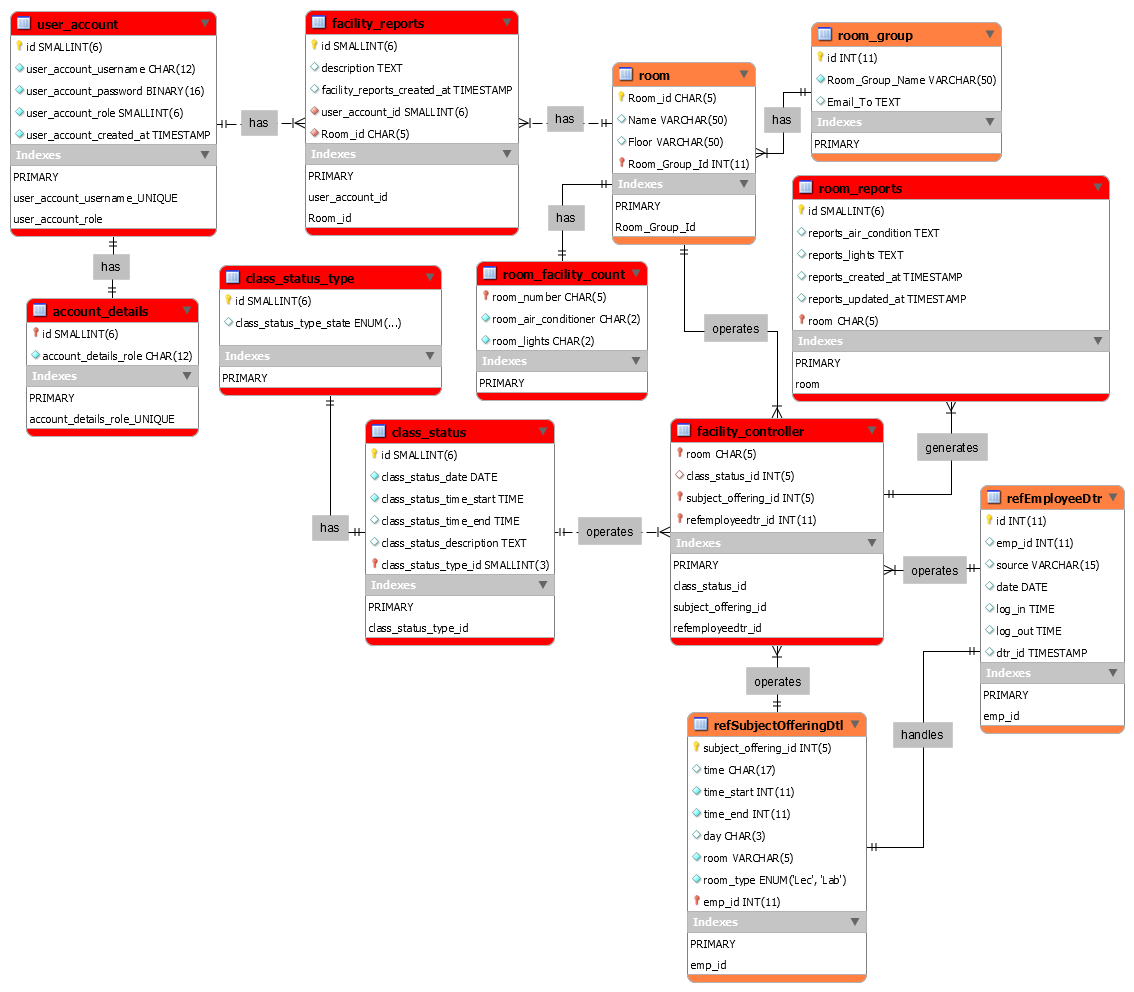 user_account
id SMALLINT(6)
user_account_username CHAR(12)
user_account_password BINARY(16)
user_account_role SMALLINT(6)
user_account_created_at TIMESTAMP
Indexes
PRIMARY
user_account_username_UNIQUE
user_account_role
has
facility_reports
id SMALLINT(6)
description TEXT
facility_reports_created_at TIMESTAMP
user_account_id SMALLINT(6)
Room_id CHAR(5)
Indexes
PRIMARY
user_account_id
Room_id
has
room
Room_id CHAR(5)
Name VARCHAR(50)
Floor VARCHAR(50)
Room_Group_Id INT(11)
Indexes
PRIMARY
Room_Group_Id
has
room_group
id INT(11)
Room_Group_Name VARCHAR(50)
Email_To TEXT
Indexes
PRIMARY
has
account_details
id SMALLINT(6)
account_details_role CHAR(12)
Indexes
PRIMARY
account_details_role_UNIQUE
class_status_type
id SMALLINT(6)
class_status_type_state ENUM(...)
Indexes
PRIMARY
has
room_facility_count
room_number CHAR(5)
room_air_conditioner CHAR(2)
room_lights CHAR(2)
Indexes
PRIMARY
operates
room_reports
id SMALLINT(6)
reports_air_condition TEXT
reports_lights TEXT
reports_created_at TIMESTAMP
reports_updated_at TIMESTAMP
room CHAR(5)
Indexes
PRIMARY
room
has
class_status
id SMALLINT(6)
class_status_date DATE
class_status_time_start TIME
class_status_time_end TIME
class_status_description TEXT
class_status_type_id SMALLINT(3)
Indexes
PRIMARY
class_status_type_id
operates
facility_controller
room CHAR(5)
class_status_id INT(5)
subject_offering_id INT(5)
refemployeedtr_id INT(11)
Indexes
PRIMARY
class_status_id
subject_offering_id
refemployeedtr_id
generates
operates
refEmployeeDtr
id INT(11)
emp_id INT(11)
source VARCHAR(15)
date DATE
log_in TIME
log_out TIME
dtr_id TIMESTAMP
Indexes
PRIMARY
emp_id
operates
handles
refSubjectOfferingDtl
subject_offering_id INT(5)
time CHAR(17)
time_start INT(11)
time_end INT(11)
day CHAR(3)
room VARCHAR(5)
room_type ENUM('Lec', 'Lab')
emp_id INT(11)
Indexes
PRIMARY
emp_id